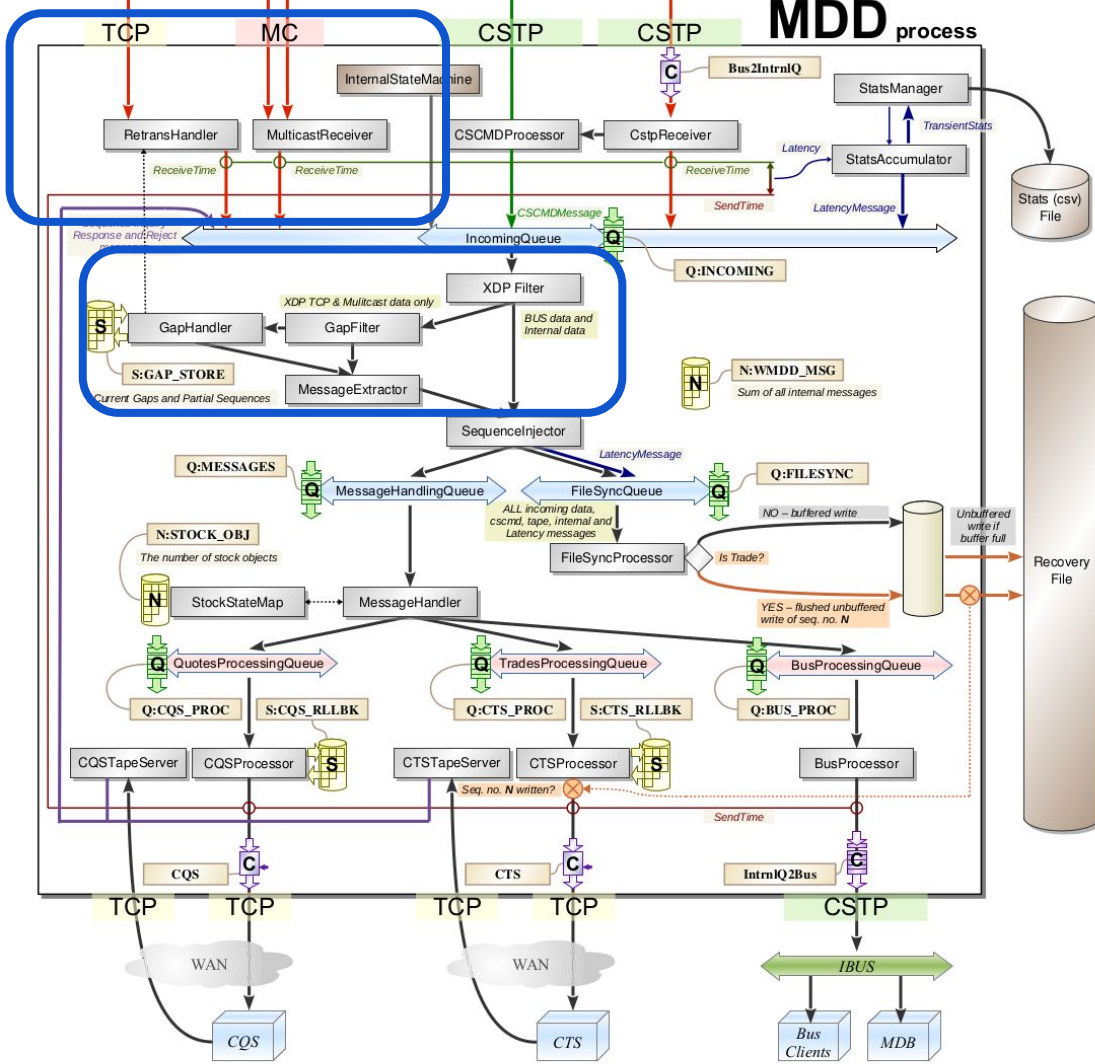 MDD process
TCP
MC
CSTP
CSTP
InternalStateMachine
C
Bus2IntrnlQ
StatsManager
RetransHandler
MulticastReceiver
CSCMDProcessor
CstpReceiver
TransientStats
StatsAccumulator
Latency
ReceiveTime
ReceiveTime
ReceiveTime
SendTime
LatencyMessage
Stats (csv)
File
CSCMDMessage
Response and Reject
IncomingQueue
Q
Q:INCOMING
XDP Filter
XDP TCP & Mulitcast data only
BUS data and
Internal data
S
GapHandler
GapFilter
S:GAP_STORE
MessageExtractor
Current Gaps and Partial Sequences
N
N:WMDD_MSG
Sum of all internal messages
SequenceInjector
LatencyMessage
Q:MESSAGES
Q
MessageHandlingQueue
FileSyncQueue
Q
Q:FILESYNC
ALL incoming data,
cscmd, tape, internal and
Latency messages
NO – buffered write
Unbuffered
write if
buffer full
N:STOCK_OBJ
The number of stock objects
FileSyncProcessor
Is Trade?
Recovery
File
N
StockStateMap
MessageHandler
YES – flushed unbuffered
write of seq. no. N
Q
QuotesProcessingQueue
Q
TradesProcessingQueue
Q
BusProcessingQueue
Q:CQS_PROC
S:CQS_RLLBK
Q:CTS_PROC
S:CTS_RLLBK
Q:BUS_PROC
CQSTapeServer
CQSProcessor
S
CTSTapeServer
CTSProcessor
S
BusProcessor
Seq. no. N written?
SendTime
CQS
C
CTS
C
IntrnlQ2Bus
C
TCP
TCP
TCP
TCP
CSTP
WAN
WAN
IBUS
CQS
CTS
Bus
Clients
MDB